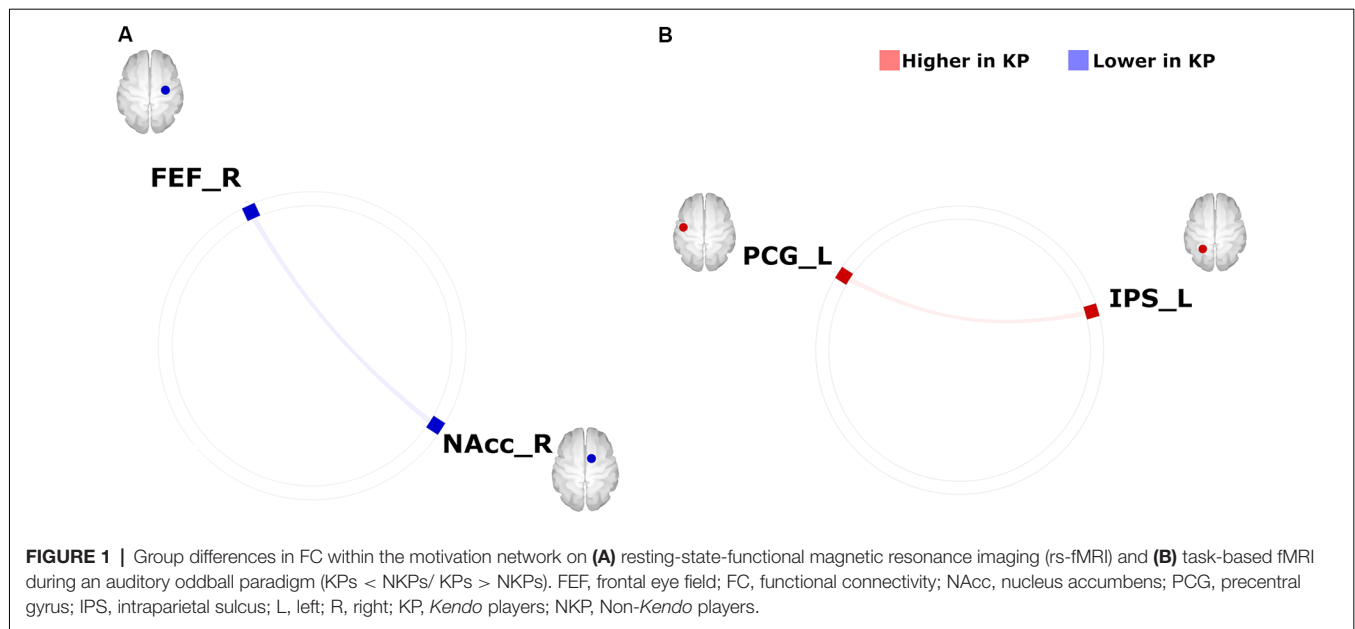 A
B
Higher in KP
Lower in KP
FEF_R
PCG_L
IPS_L
NAcc_R
FIGURE 1 | Group differences in FC within the motivation network on (A) resting-state-functional magnetic resonance imaging (rs-fMRI) and (B) task-based fMRI
during an auditory oddball paradigm (KPs < NKPs/ KPs > NKPs). FEF, frontal eye field; FC, functional connectivity; NAcc, nucleus accumbens; PCG, precentral
gyrus; IPS, intraparietal sulcus; L, left; R, right; KP, Kendo players; NKP, Non-Kendo players.